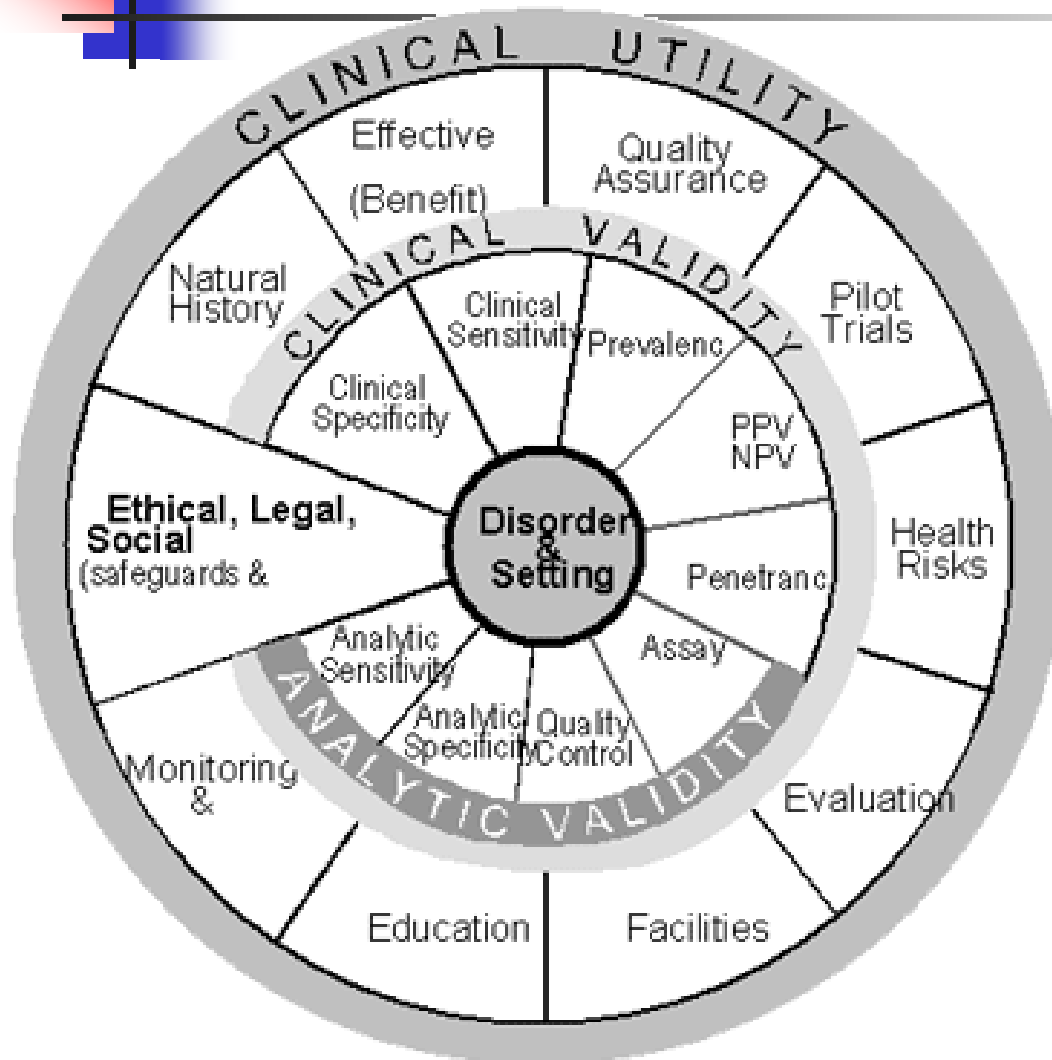 CLINICAL UTILITY
Effective
(Benefit)
Quality
Assurance
Natural
History
Pilot
Trials
CLINICAL VALIDITY
Clinical
Sensitivity
Prevalenc
Clinical
Specificity
PPV
NPV
Ethical, Legal,
Social
(safeguards &
Disorder
&
Setting
Health
Risks
Penetranc
Analytic
Sensitivity
Assay
Analytic
Specificity
Quality
Control
ANALYTIC VALIDITY
Monitoring
&
Evaluation
Education
Facilities